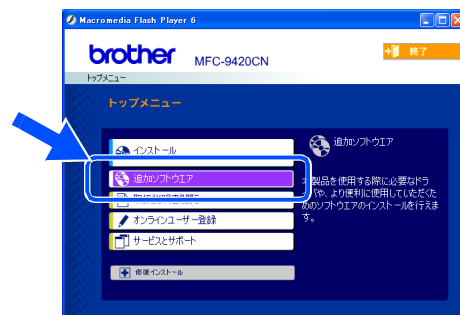 Macromedia Flash Player 6
brother
MFC-9420CN
終了
トップメニュー
トップメニュー
インストール
追加ソフトウエア
オンラインユーザー登録
サービスとサポート
修復インストール
追加ソフトウエア
製品を使用する際に必要なドラ
や、より便利に使用していただくた
めのソフトウエアのインストールを行えま
す。